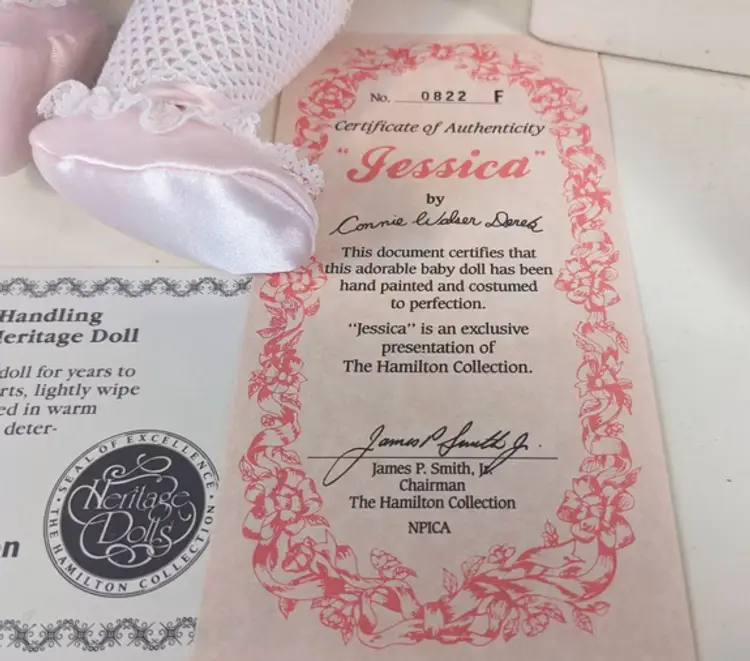 No. 0822 F
Certificate of Authenticity
"Jessica"
by
Connie Walser Derek
This document certifies that
this adorable baby doll has been
hand painted and costumed
to perfection.
"Jessica" is an exclusive
presentation of
The Hamilton Collection.
James P Smith Jr.
James P. Smith, Jr.
Chairman
The Hamilton Collection
NPICA
Handling
Heritage Doll
doll for years to
rts, lightly wipe
ed in warm
deter-
SEAL OF EXCELLENCE
Heritage
Dolls
THE HAMILTON COLLECTION
n